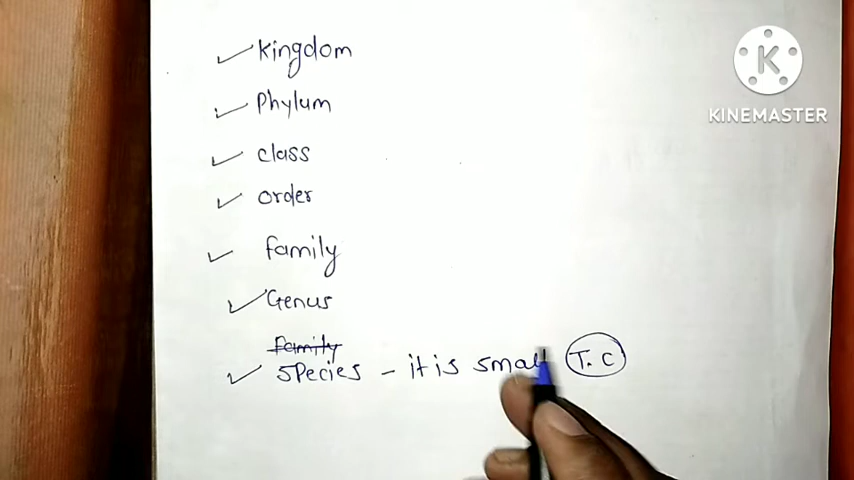 Kingdom
Phylum
class
order
family
Genus
family
species - it is small T.C
K
KINEMASTER